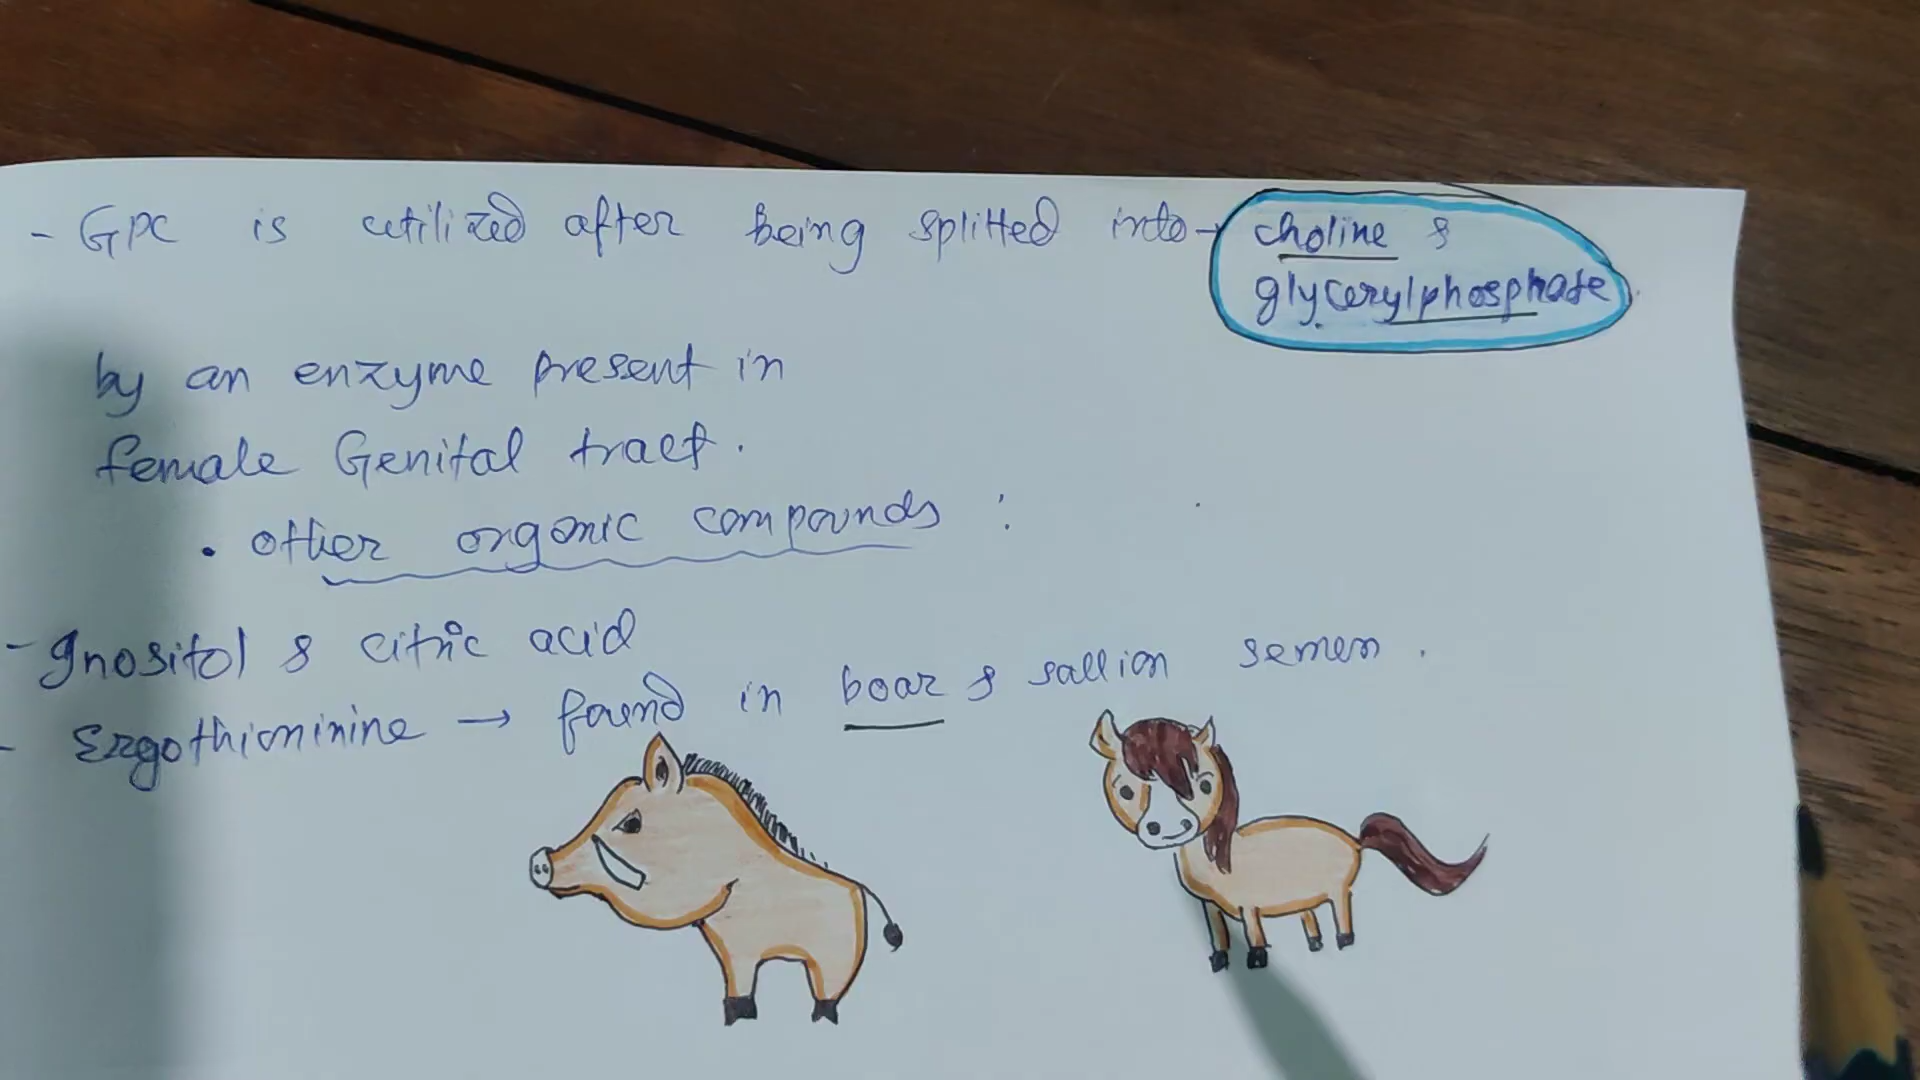 - GPC is utilized after being splitted into → choline &
glycerylphosphate
by an enzyme present in
female Genital tract.
• other organic compounds :
- Inositol & citric acid
- Ergothioninine → found in boar & sallion semen.